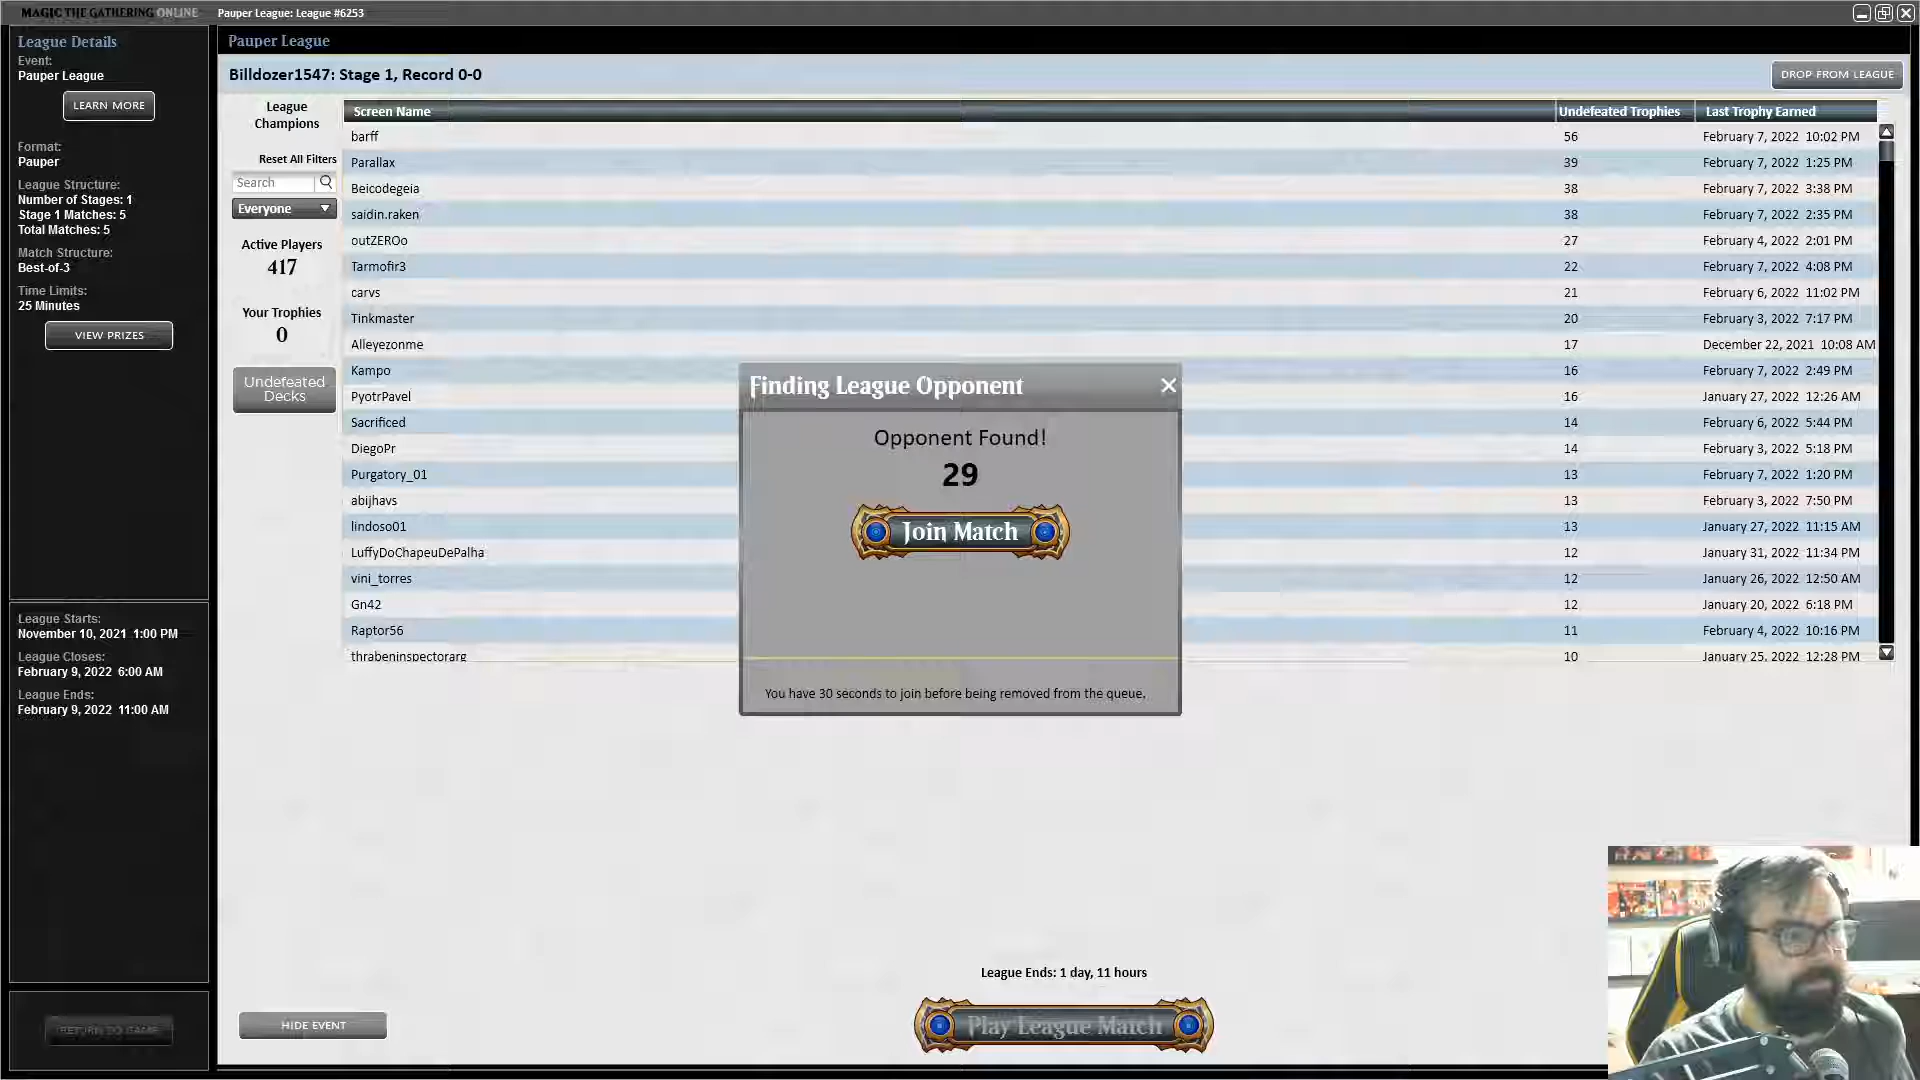 MAGIC THE GATHERING ONLINE
Pauper League: League #6253
League Details
Event:
Pauper League
LEARN MORE
Format:
Pauper
League Structure:
Number of Stages: 1
Stage 1 Matches: 5
Total Matches: 5
Match Structure:
Best-of-3
Time Limits:
25 Minutes
VIEW PRIZES
League Starts:
November 10, 2021 1:00 PM
League Closes:
February 9, 2022 6:00 AM
League Ends:
February 9, 2022 11:00 AM
RETURN TO GAME
Pauper League
Billdozer1547: Stage 1, Record 0-0
DROP FROM LEAGUE
League
Champions
Reset All Filters
Search
Everyone
Active Players
417
Your Trophies
0
Undefeated
Decks
Screen Name Undefeated Trophies Last Trophy Earned
barff 56 February 7, 2022 10:02 PM
Parallax 39 February 7, 2022 1:25 PM
Beicodegeia 38 February 7, 2022 3:38 PM
saidin.raken 38 February 7, 2022 2:35 PM
outZEROo 27 February 4, 2022 2:01 PM
Tarmofir3 22 February 7, 2022 4:08 PM
carvs 21 February 6, 2022 11:02 PM
Tinkmaster 20 February 3, 2022 7:17 PM
Alleyezonme 17 December 22, 2021 10:08 AM
Kampo 16 February 7, 2022 2:49 PM
PyotrPavel 16 January 27, 2022 12:26 AM
Sacrificed 14 February 6, 2022 5:44 PM
DiegoPr 14 February 3, 2022 5:18 PM
Purgatory_01 13 February 7, 2022 1:20 PM
abijhavs 13 February 3, 2022 7:50 PM
lindoso01 13 January 27, 2022 11:15 AM
LuffyDoChapeuDePalha 12 January 31, 2022 11:34 PM
vini_torres 12 January 26, 2022 12:50 AM
Gn42 12 January 20, 2022 6:18 PM
Raptor56 11 February 4, 2022 10:16 PM
thrabeninspectorarg 10 January 25, 2022 12:28 PM
Finding League Opponent
Opponent Found!
29
Join Match
You have 30 seconds to join before being removed from the queue.
League Ends: 1 day, 11 hours
HIDE EVENT
Play League Match